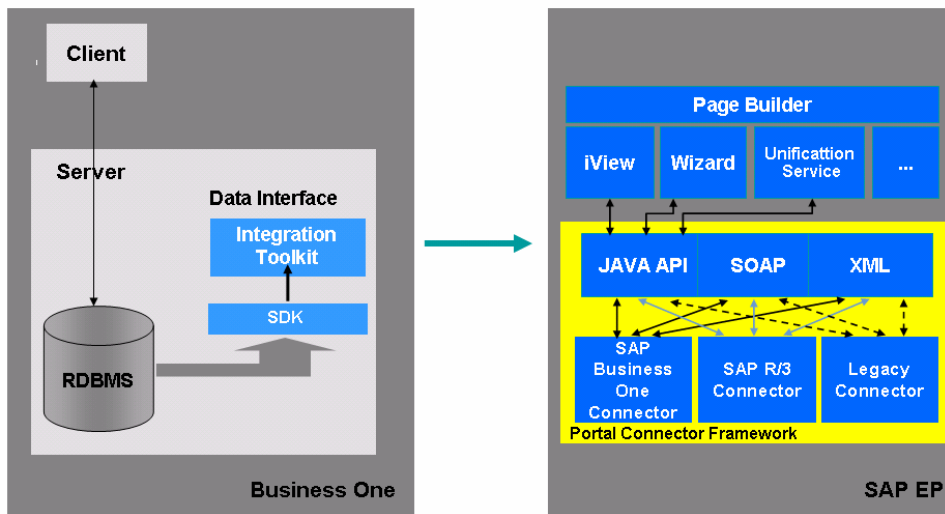 Client
Server
Data Interface
Integration
Toolkit
SDK
RDBMS
Business One
Page Builder
iView
Wizard
Unificattion
Service
...
JAVA API
SOAP
XML
SAP
Business
One
Connector
SAP R/3
Connector
Legacy
Connector
Portal Connector Framework
SAP EP